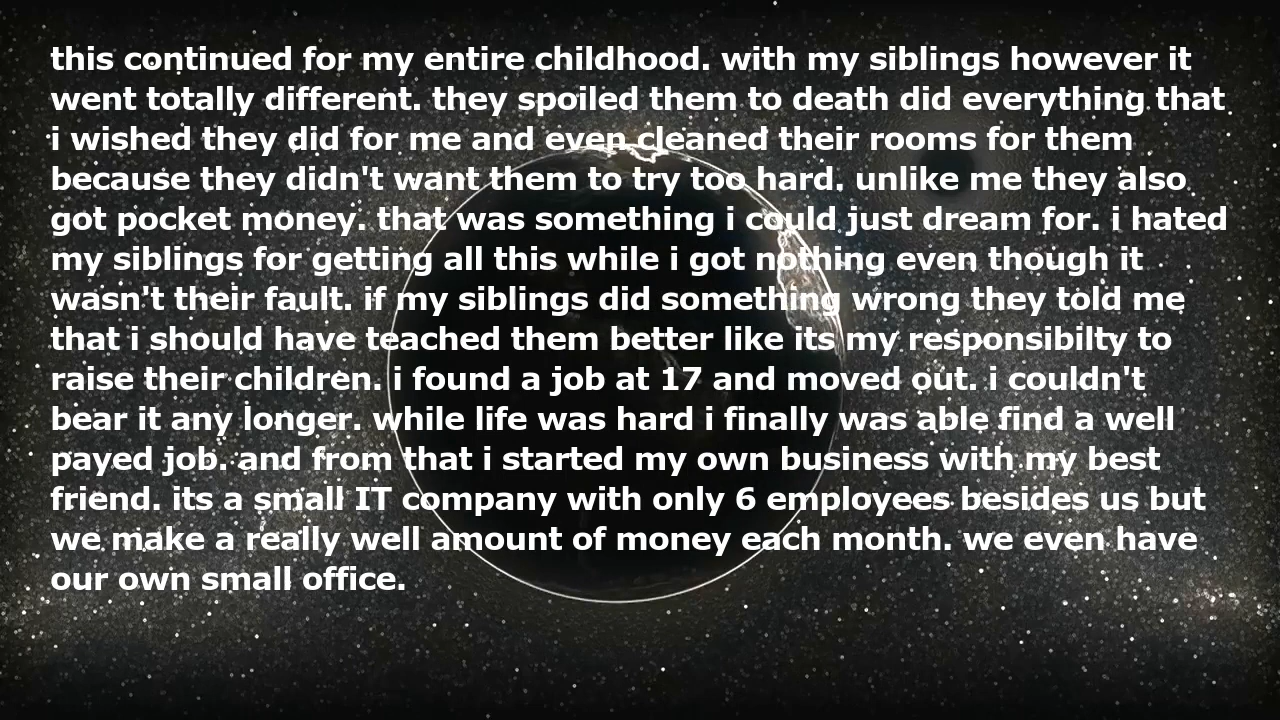 this continued for my entire childhood. with my siblings however it
went totally different. they spoiled them to death did everything that
i wished they did for me and even cleaned their rooms for them
because they didn't want them to try too hard. unlike me they also
got pocket money. that was something i could just dream for. i hated
my siblings for getting all this while i got nothing even though it
wasn't their fault. if my siblings did something wrong they told me
that i should have teached them better like its my responsibilty to
raise their children. i found a job at 17 and moved out. i couldn't
bear it any longer. while life was hard i finally was able find a well
payed job. and from that i started my own business with my best
friend. its a small IT company with only 6 employees besides us but
we make a really well amount of money each month. we even have
our own small office.